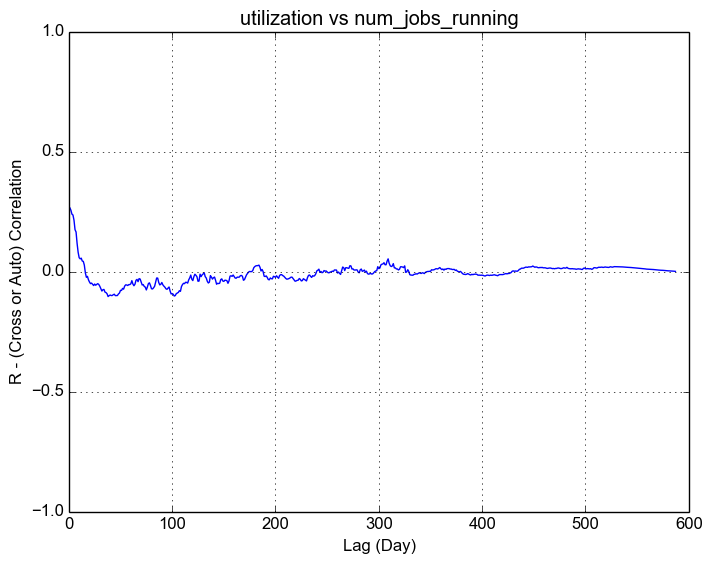 utilization vs num_jobs_running
1.0
0.5
0.0
−0.5
−1.0
R - (Cross or Auto) Correlation
0 100 200 300 400 500 600
Lag (Day)